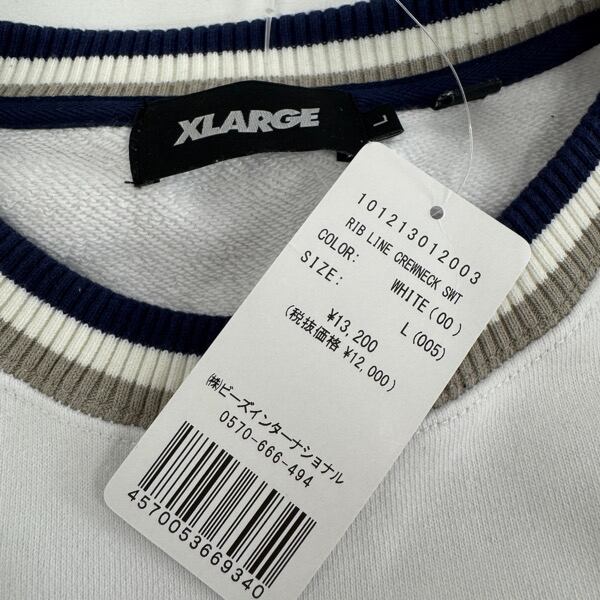 XLARGE
L
101213012003
RIB LINE CREWNECK SWT
COLOR: WHITE(00)
SIZE: L(005)
¥13,200
(税抜価格 ¥12,000)
㈱ビーズインターナショナル
0570-666-494
4570053669340